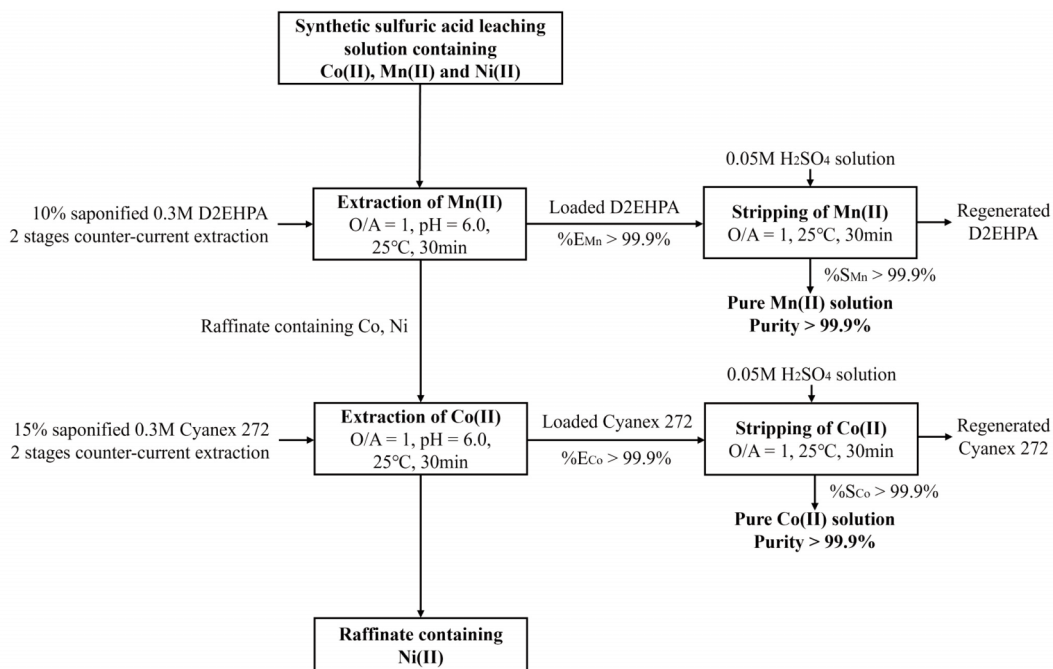 Synthetic sulfuric acid leaching
solution containing
Co(II), Mn(II) and Ni(II)
0.05M H2SO4 solution
10% saponified 0.3M D2EHPA
2 stages counter-current extraction
Extraction of Mn(II)
O/A = 1, pH = 6.0,
25℃, 30min
Loaded D2EHPA
%EMn > 99.9%
Stripping of Mn(II)
O/A = 1, 25℃, 30min
Regenerated
D2EHPA
%SMn > 99.9%
Pure Mn(II) solution
Purity > 99.9%
Raffinate containing Co, Ni
0.05M H2SO4 solution
15% saponified 0.3M Cyanex 272
2 stages counter-current extraction
Extraction of Co(II)
O/A = 1, pH = 6.0,
25℃, 30min
Loaded Cyanex 272
%ECo > 99.9%
Stripping of Co(II)
O/A = 1, 25℃, 30min
Regenerated
Cyanex 272
%SCo > 99.9%
Pure Co(II) solution
Purity > 99.9%
Raffinate containing
Ni(II)